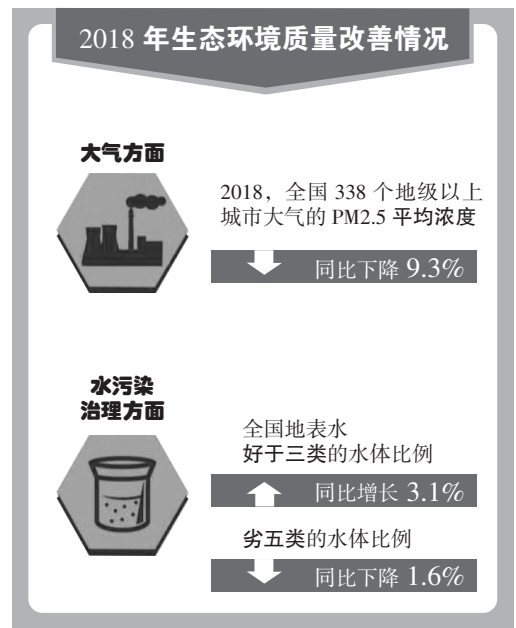 2018 年生态环境质量改善情况
大气方面
2018，全国 338 个地级以上
城市大气的 PM2.5 平均浓度
同比下降 9.3%
水污染
治理方面
全国地表水
好于三类的水体比例
同比增长 3.1%
劣五类的水体比例
同比下降 1.6%